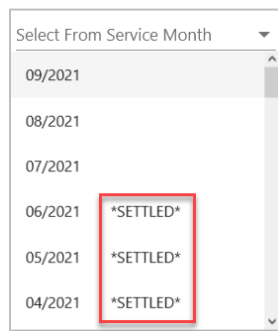 Select From Service Month
09/2021
08/2021
07/2021
06/2021 *SETTLED*
05/2021 *SETTLED*
04/2021 *SETTLED*